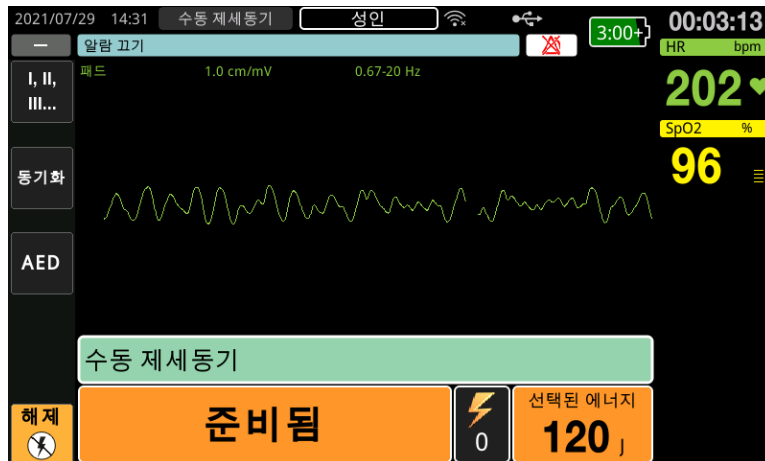 2021/07/29 14:31 수동 제세동기 성인 3:00+ 00:03:13
알람 끄기
HR bpm
I, II, III...
패드 1.0 cm/mV 0.67-20 Hz
202
SpO2 %
96
동기화
AED
수동 제세동기
해제
준비됨
0
선택된 에너지
120 J